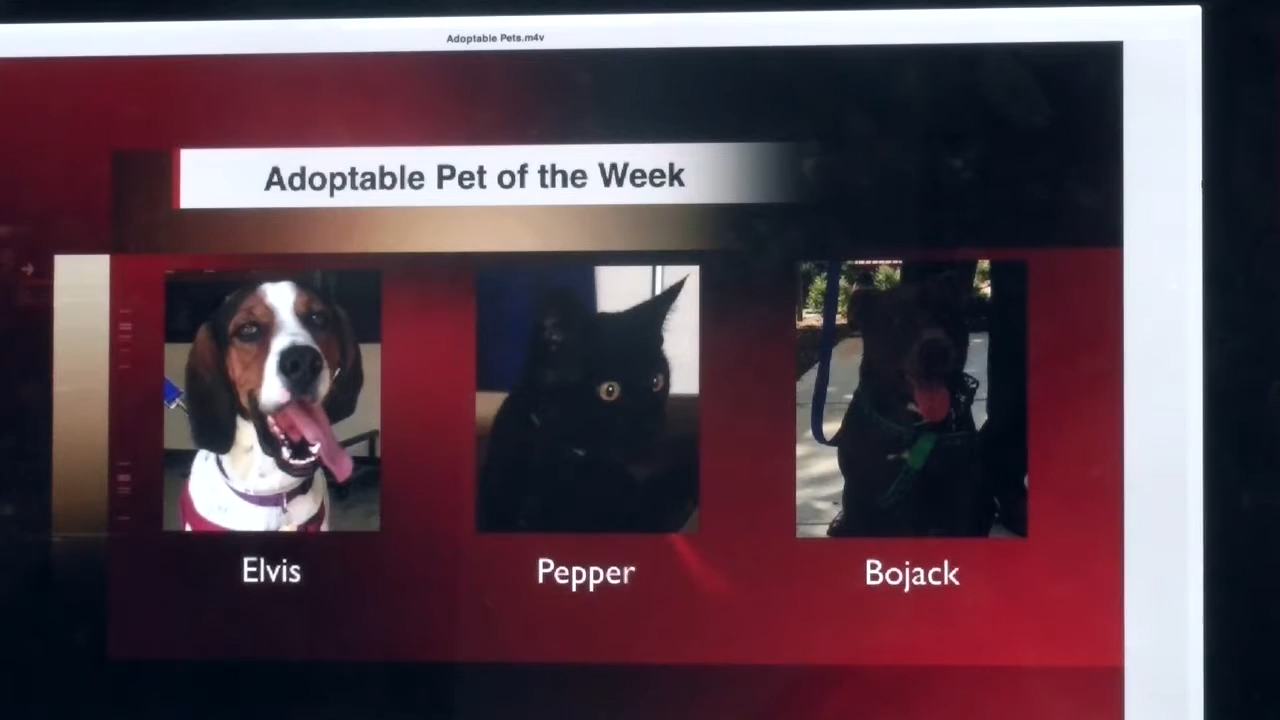 Adoptable Pets.m4v
Adoptable Pet of the Week
Elvis
Pepper
Bojack